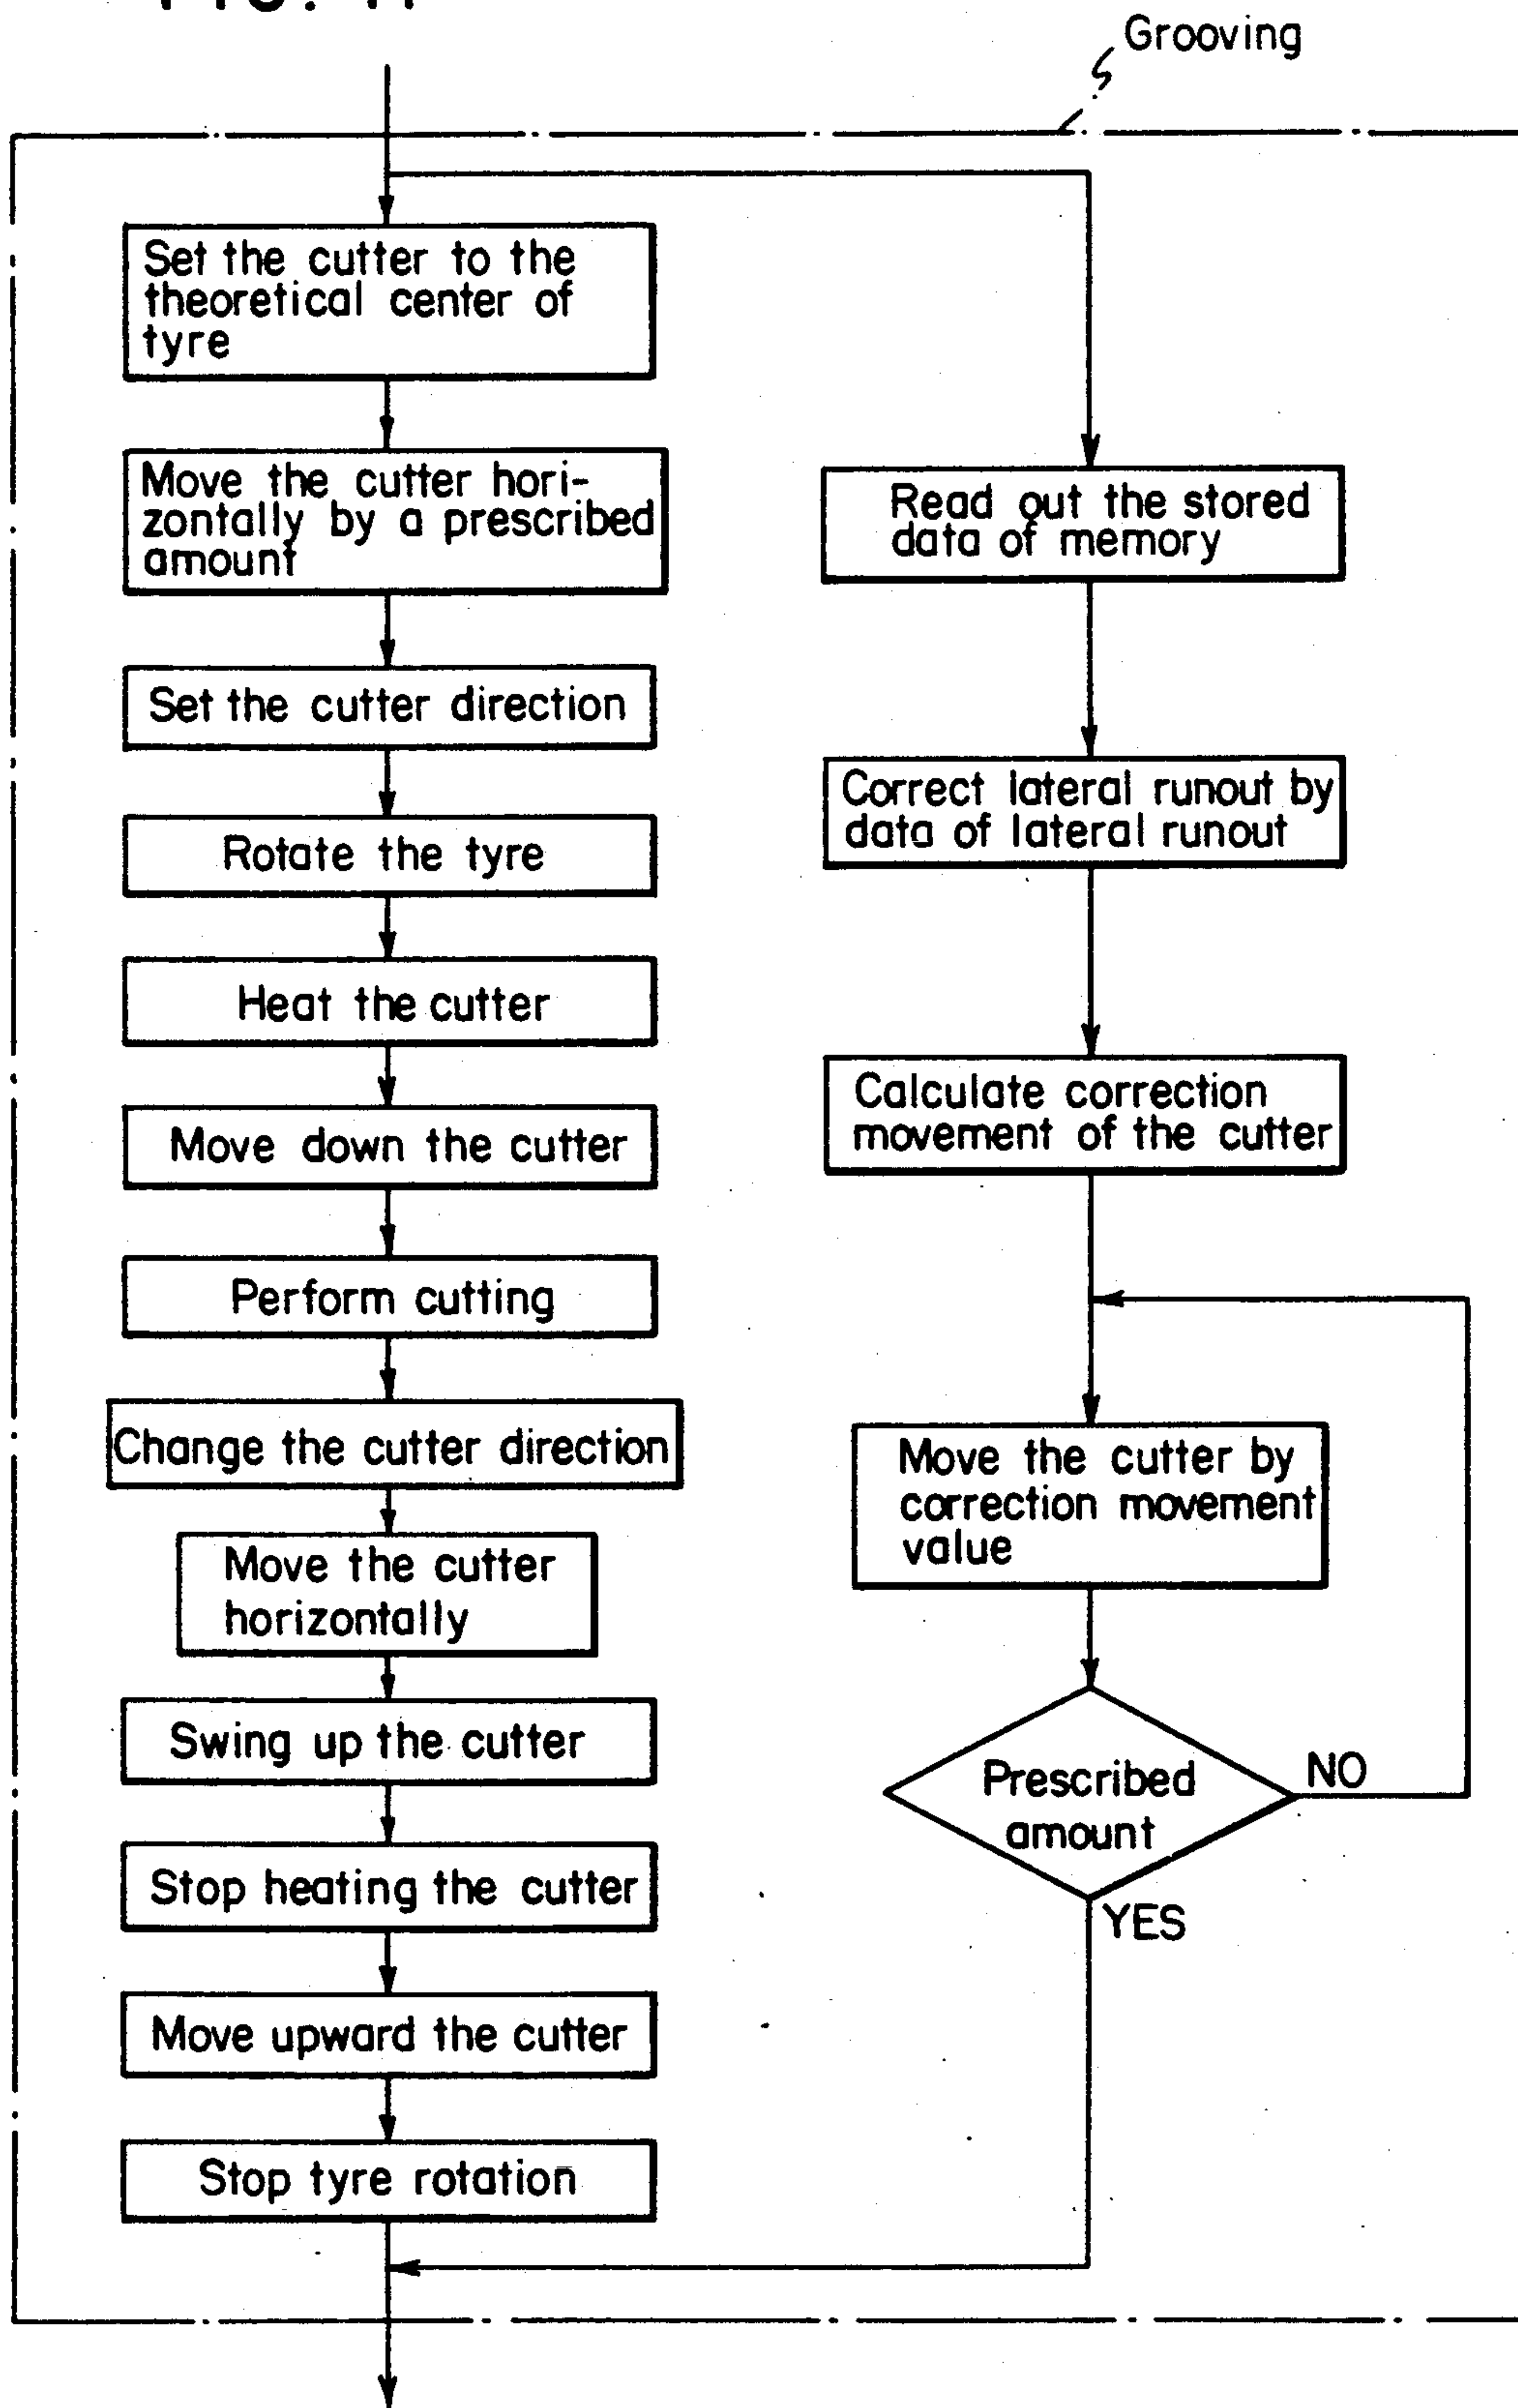 Grooving
Set the cutter to the
theoretical center of
tyre
Move the cutter hori-
zontally by a prescribed
amount
Set the cutter direction
Rotate the tyre
Heat the cutter
Move down the cutter
Perform cutting
Change the cutter direction
Move the cutter
horizontally
Swing up the cutter
Stop heating the cutter
Move upward the cutter
Stop tyre rotation
Read out the stored
data of memory
Correct lateral runout by
data of lateral runout
Calculate correction
movement of the cutter
Move the cutter by
correction movement
value
Prescribed
amount
NO
YES